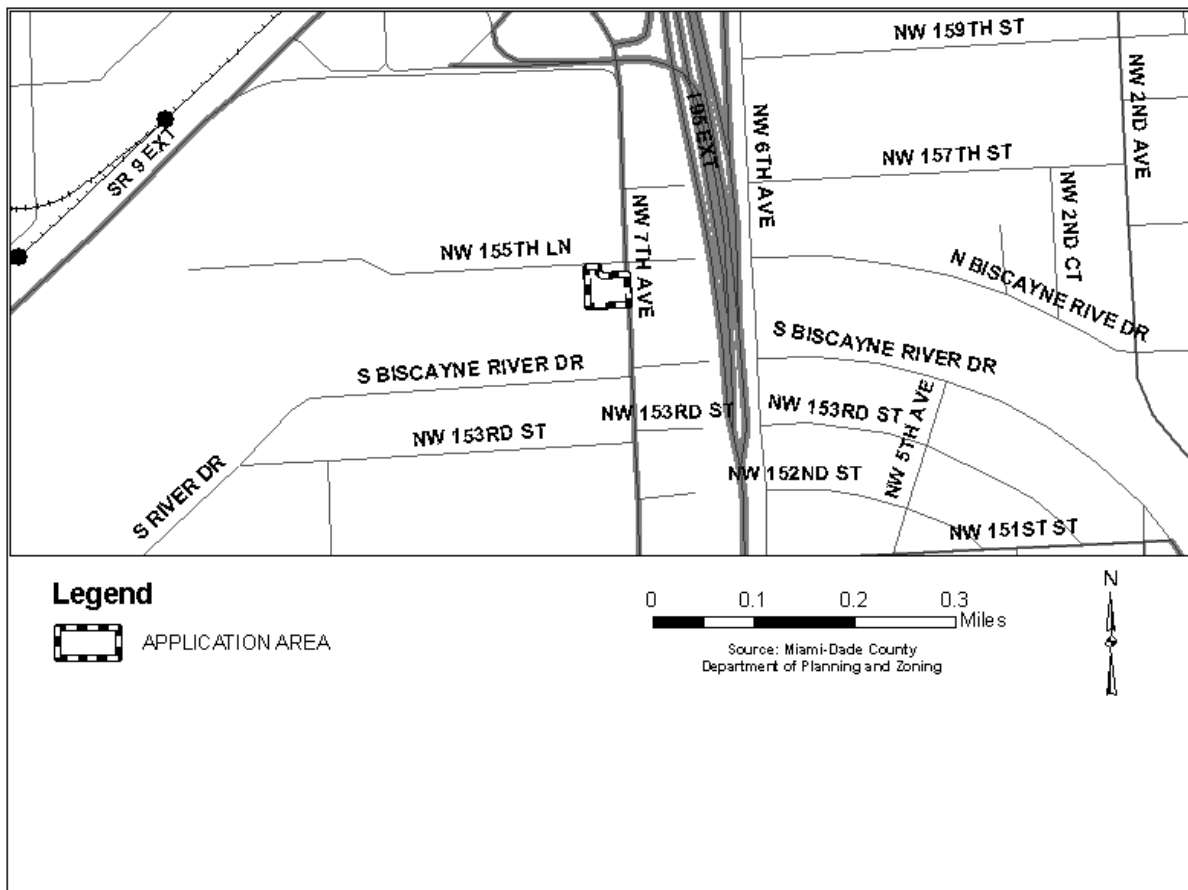 NW 159TH ST
NW 2ND AVE
SR 9 EXT
I 95 EXT
NW 6TH AVE
NW 157TH ST
NW 2ND CT
NW 7TH AVE
NW 155TH LN
N BISCAYNE RIVE DR
S BISCAYNE RIVER DR
S BISCAYNE RIVER DR
NW 153RD ST
NW 153RD ST
NW 153RD ST
NW 5TH AVE
S RIVER DR
NW 152ND ST
NW 151ST ST
Legend
APPLICATION AREA
0 0.1 0.2 0.3
Miles
Source: Miami-Dade County
Department of Planning and Zoning
N